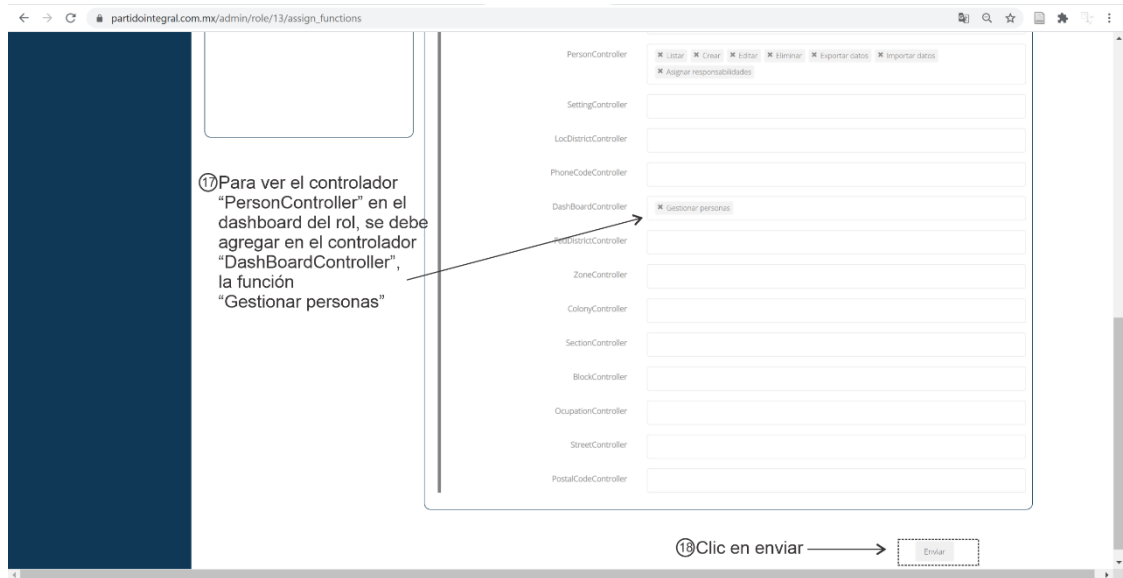 partidointegral.com.mx/admin/role/13/assign_functions
PersonController
✖ Listar ✖ Crear ✖ Editar ✖ Eliminar ✖ Exportar datos ✖ Importar datos
✖ Asignar responsabilidades
SettingController
LocDistrictController
PhoneCodeController
DashBoardController
✖ Gestionar personas
FedDistrictController
ZoneController
ColonyController
SectionController
BlockController
OcupationController
StreetController
PostalCodeController
⑰Para ver el controlador
“PersonController” en el
dashboard del rol, se debe
agregar en el controlador
“DashBoardController”,
la función
“Gestionar personas”
⑱Clic en enviar
Enviar